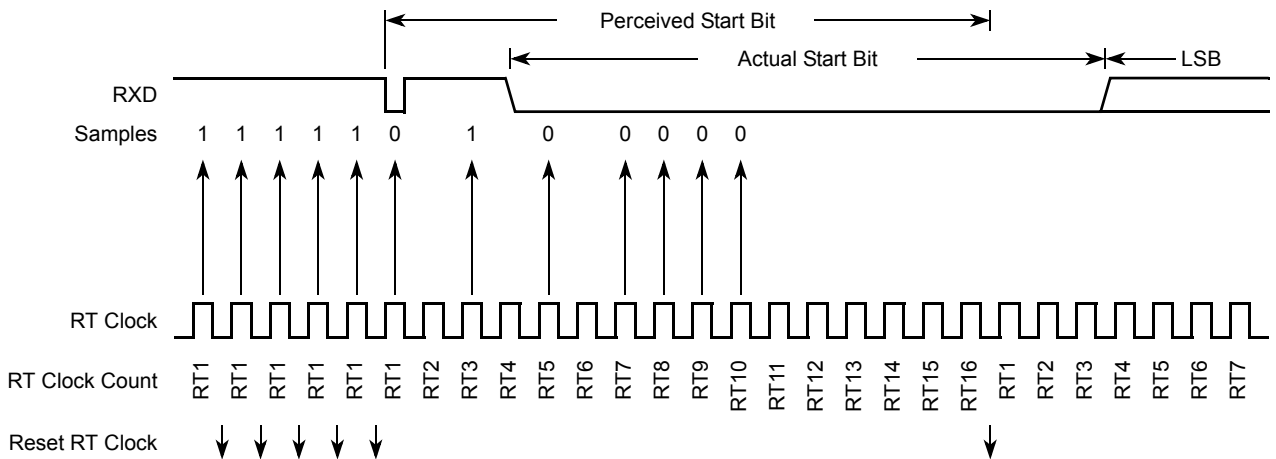 Perceived Start Bit
Actual Start Bit
LSB
RXD
Samples 1 1 1 1 1 0 1 0 0 0 0 0
RT Clock
RT Clock Count RT1 RT1 RT1 RT1 RT1 RT1 RT2 RT3 RT4 RT5 RT6 RT7 RT8 RT9 RT10 RT11 RT12 RT13 RT14 RT15 RT16 RT1 RT2 RT3 RT4 RT5 RT6 RT7
Reset RT Clock